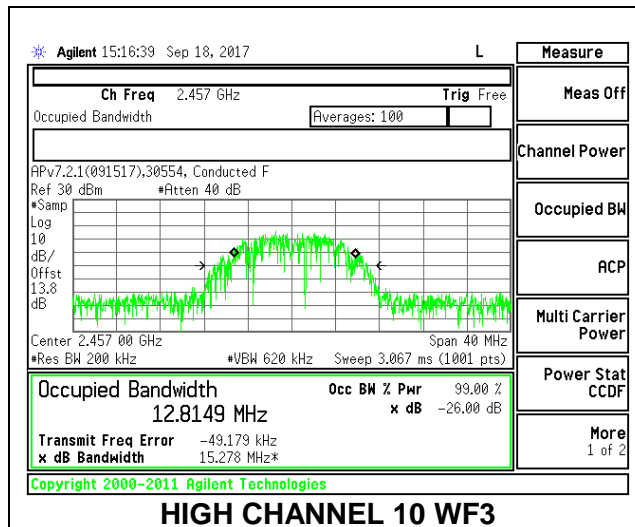 Agilent 15:16:39 Sep 18, 2017 L
Measure
Ch Freq 2.457 GHz Trig Free
Meas Off
Occupied Bandwidth Averages: 100
Channel Power
APv7.2.1(091517),30554, Conducted F
Ref 30 dBm #Atten 40 dB
#Samp
Log
10
dB/
Offst
13.8
dB
Occupied BW
ACP
Multi Carrier
Power
Center 2.457 00 GHz Span 40 MHz
#Res BW 200 kHz #VBW 620 kHz Sweep 3.067 ms (1001 pts)
Power Stat
CCDF
Occupied Bandwidth Occ BW % Pwr 99.00 %
12.8149 MHz x dB -26.00 dB
Transmit Freq Error -49.179 kHz
x dB Bandwidth 15.278 MHz*
More
1 of 2
Copyright 2000-2011 Agilent Technologies
HIGH CHANNEL 10 WF3